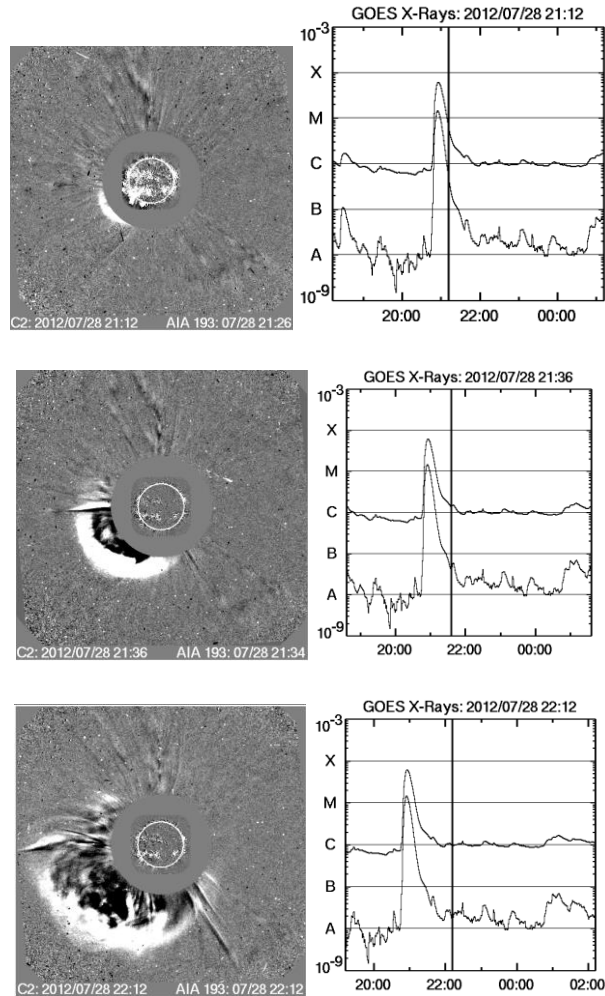 GOES X-Rays: 2012/07/28 21:12
10-3
X
M
C
B
A
10-9
20:00 22:00 00:00
C2: 2012/07/28 21:12 AIA 193: 07/28 21:26
GOES X-Rays: 2012/07/28 21:36
10-3
X
M
C
B
A
10-9
20:00 22:00 00:00
C2: 2012/07/28 21:36 AIA 193: 07/28 21:34
GOES X-Rays: 2012/07/28 22:12
10-3
X
M
C
B
A
10-9
20:00 22:00 00:00 02:00
C2: 2012/07/28 22:12 AIA 193: 07/28 22:12